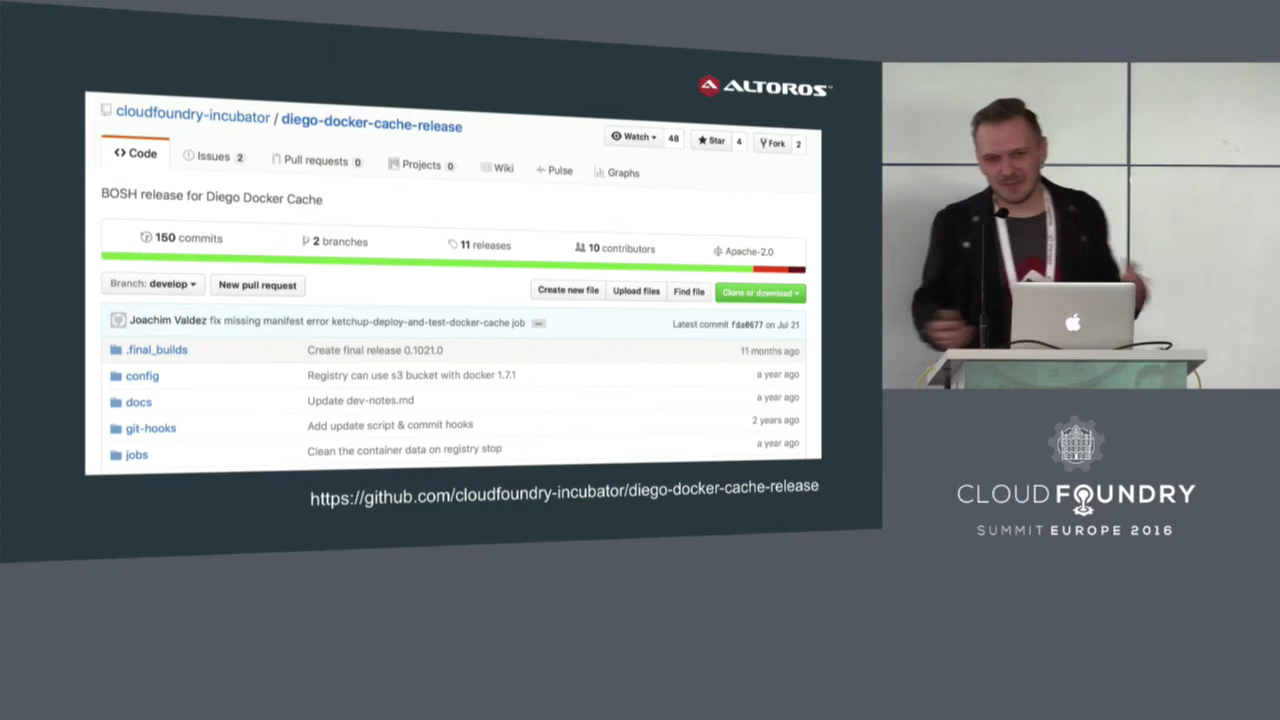 ALTOROS
cloudfoundry-incubator / diego-docker-cache-release
Watch 48 Star 4 Fork 2
Code Issues 2 Pull requests 0 Projects 0 Wiki Pulse Graphs
BOSH release for Diego Docker Cache
150 commits 2 branches 11 releases 10 contributors Apache-2.0
Branch: develop New pull request Create new file Upload files Find file Clone or download
Joachim Valdez fix missing manifest error ketchup-deploy-and-test-docker-cache job ... Latest commit fda0677 on Jul 21
.final_builds Create final release 0.1021.0 11 months ago
config Registry can use s3 bucket with docker 1.7.1 a year ago
docs Update dev-notes.md a year ago
git-hooks Add update script & commit hooks 2 years ago
jobs Clean the container data on registry stop a year ago
https://github.com/cloudfoundry-incubator/diego-docker-cache-release
CLOUD FOUNDRY
SUMMIT EUROPE 2016